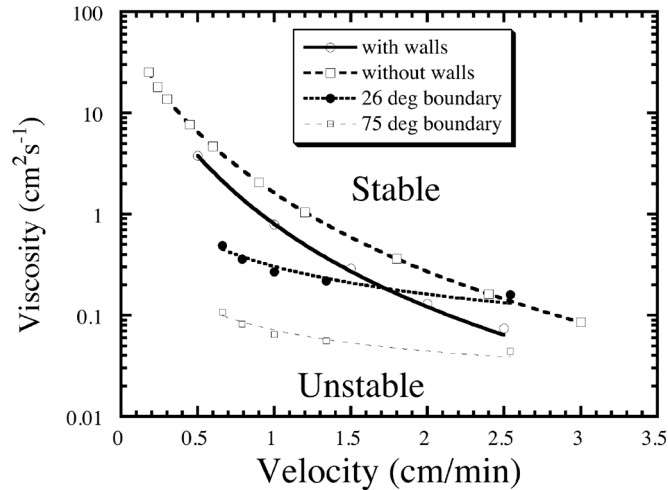 100
with walls
without walls
26 deg boundary
75 deg boundary
10
Stable
Viscosity (cm²s⁻¹)
1
0.1
Unstable
0.01
0 0.5 1 1.5 2 2.5 3 3.5
Velocity (cm/min)